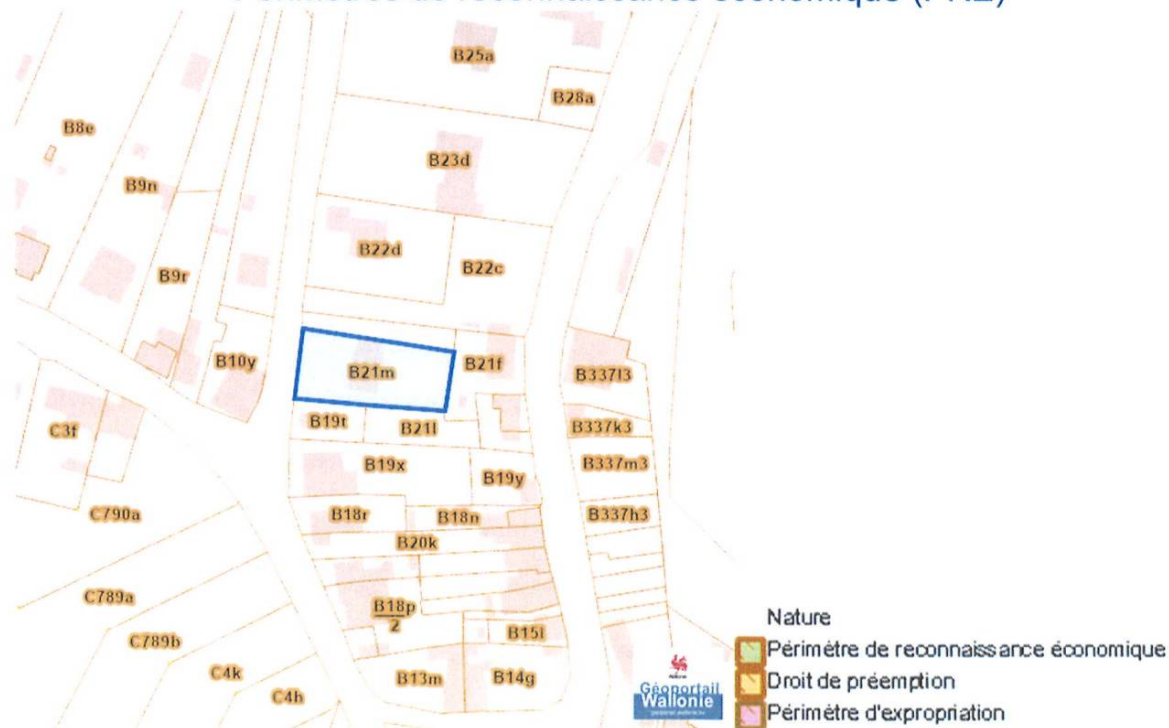 Périmètres de reconnaissance économique (PRE)
B25a
B28a
B8e
B23d
B9n
B22d
B22c
B9r
B10y
B21m
B21f
B337l3
B19t
B21l
B337k3
C3f
B19x
B337m3
B19y
C790a
B18r
B18n
B337h3
B20k
C789a
B18p
2
B15l
C789b
C4k
B13m
B14g
C4h
Nature
Périmètre de reconnaissance économique
Droit de préemption
Périmètre d'expropriation
Géoportail
Wallonie